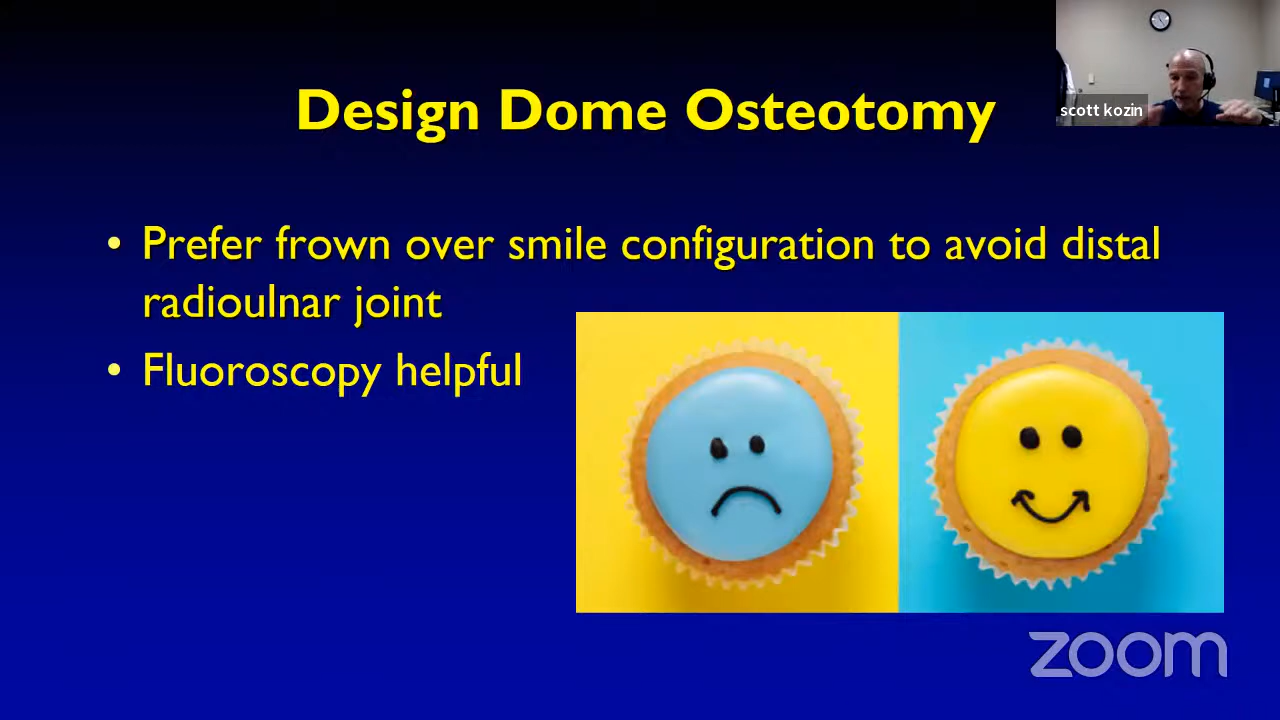 scott kozin
Design Dome Osteotomy
• Prefer frown over smile configuration to avoid distal
radioulnar joint
• Fluoroscopy helpful
zoom